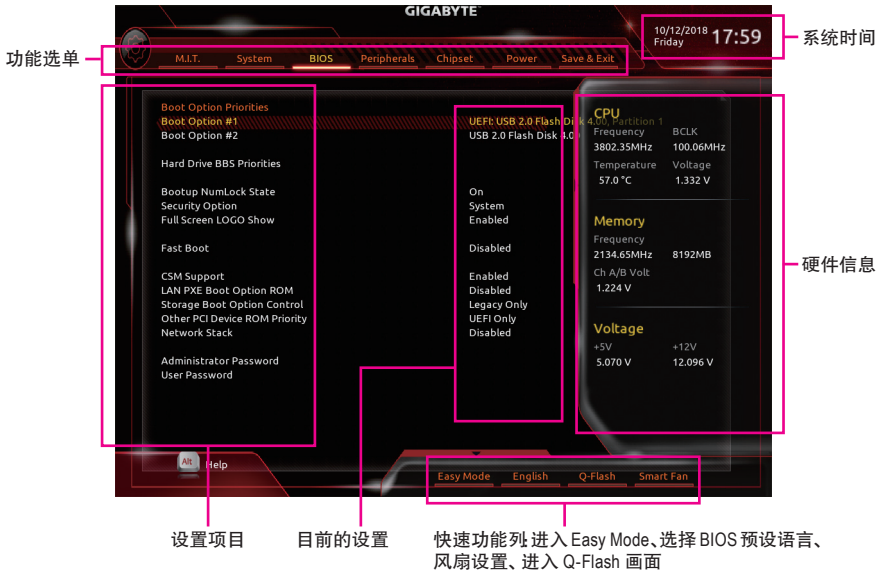 GIGABYTE™
10/12/2018 17:59
Friday
系统时间
功能选单
M.I.T. System BIOS Peripherals Chipset Power Save & Exit
Boot Option Priorities
Boot Option #1 UEFI: USB 2.0 Flash Disk 4.00, Partition 1
Boot Option #2 USB 2.0 Flash Disk 4.00
Hard Drive BBS Priorities
Bootup NumLock State On
Security Option System
Full Screen LOGO Show Enabled
Fast Boot Disabled
CSM Support Enabled
LAN PXE Boot Option ROM Disabled
Storage Boot Option Control Legacy Only
Other PCI Device ROM Priority UEFI Only
Network Stack Disabled
Administrator Password
User Password
CPU
Frequency BCLK
3802.35MHz 100.06MHz
Temperature Voltage
57.0 °C 1.332 V
Memory
Frequency
2134.65MHz 8192MB
Ch A/B Volt
1.224 V
Voltage
+5V +12V
5.070 V 12.096 V
硬件信息
Alt Help
Easy Mode English Q-Flash Smart Fan
设置项目
目前的设置
快速功能列:进入 Easy Mode、选择 BIOS 预设语言、
风扇设置、进入 Q-Flash 画面